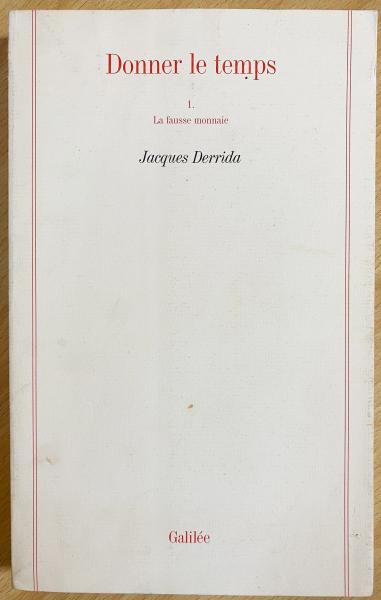 Donner le temps
1.
La fausse monnaie
Jacques Derrida
Galilée